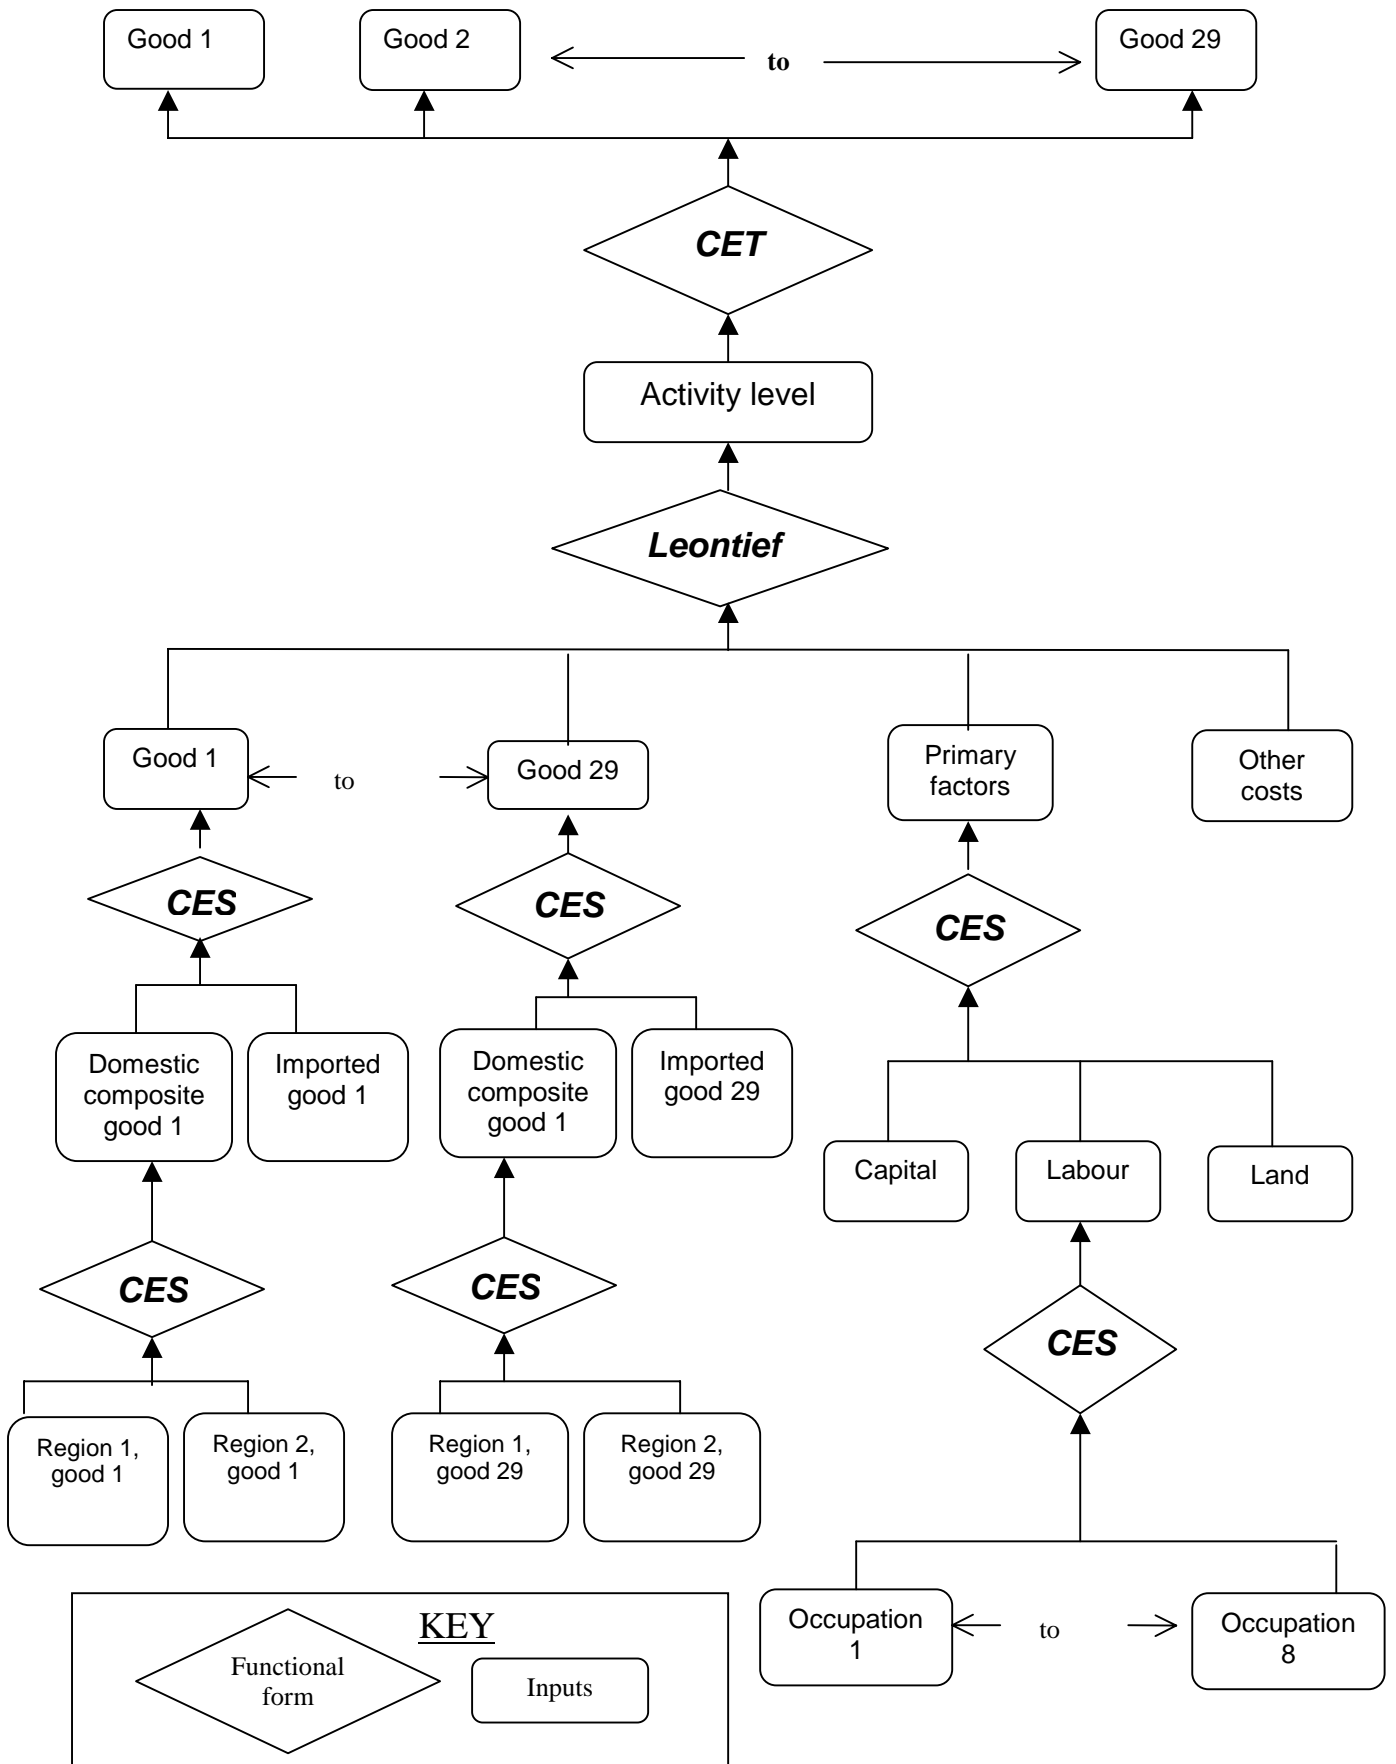 Good 1
Good 2
to
Good 29
CET
Activity level
Leontief
Good 1
to
Good 29
Primary
factors
Other
costs
CES
CES
CES
Domestic
composite
good 1
Imported
good 1
Domestic
composite
good 1
Imported
good 29
Capital
Labour
Land
CES
CES
CES
Region 1,
good 1
Region 2,
good 1
Region 1,
good 29
Region 2,
good 29
Occupation
1
to
Occupation
8
KEY
Functional
form
Inputs